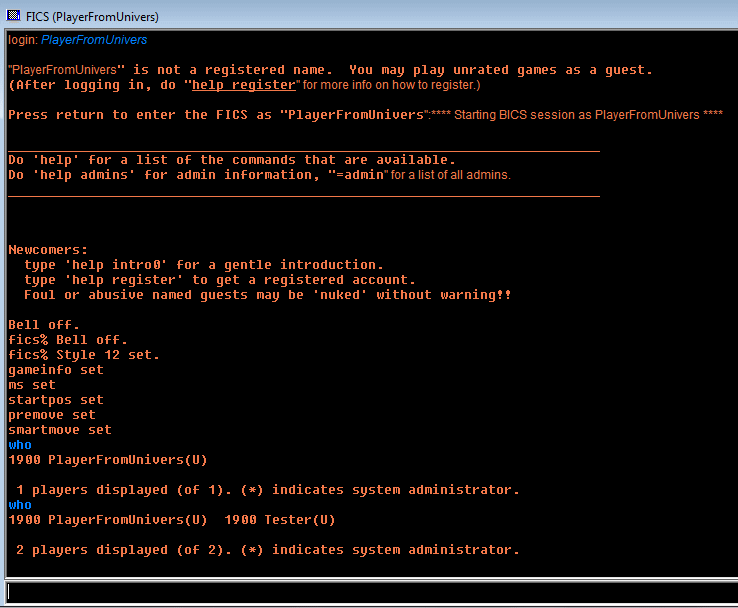 FICS (PlayerFromUnivers)
login: PlayerFromUnivers
"PlayerFromUnivers" is not a registered name.  You may play unrated games as a guest.
(After logging in, do "help register" for more info on how to register.)
Press return to enter the FICS as "PlayerFromUnivers":**** Starting BICS session as PlayerFromUnivers ****
Do 'help' for a list of the commands that are available.
Do 'help admins' for admin information, "=admin" for a list of all admins.
Newcomers:
type 'help intro0' for a gentle introduction.
type 'help register' to get a registered account.
Foul or abusive named guests may be 'nuked' without warning!!
Bell off.
fics% Bell off.
fics% Style 12 set.
gameinfo set
ms set
startpos set
premove set
smartmove set
who
1900 PlayerFromUnivers(U)
1 players displayed (of 1). (*) indicates system administrator.
who
1900 PlayerFromUnivers(U)  1900 Tester(U)
2 players displayed (of 2). (*) indicates system administrator.